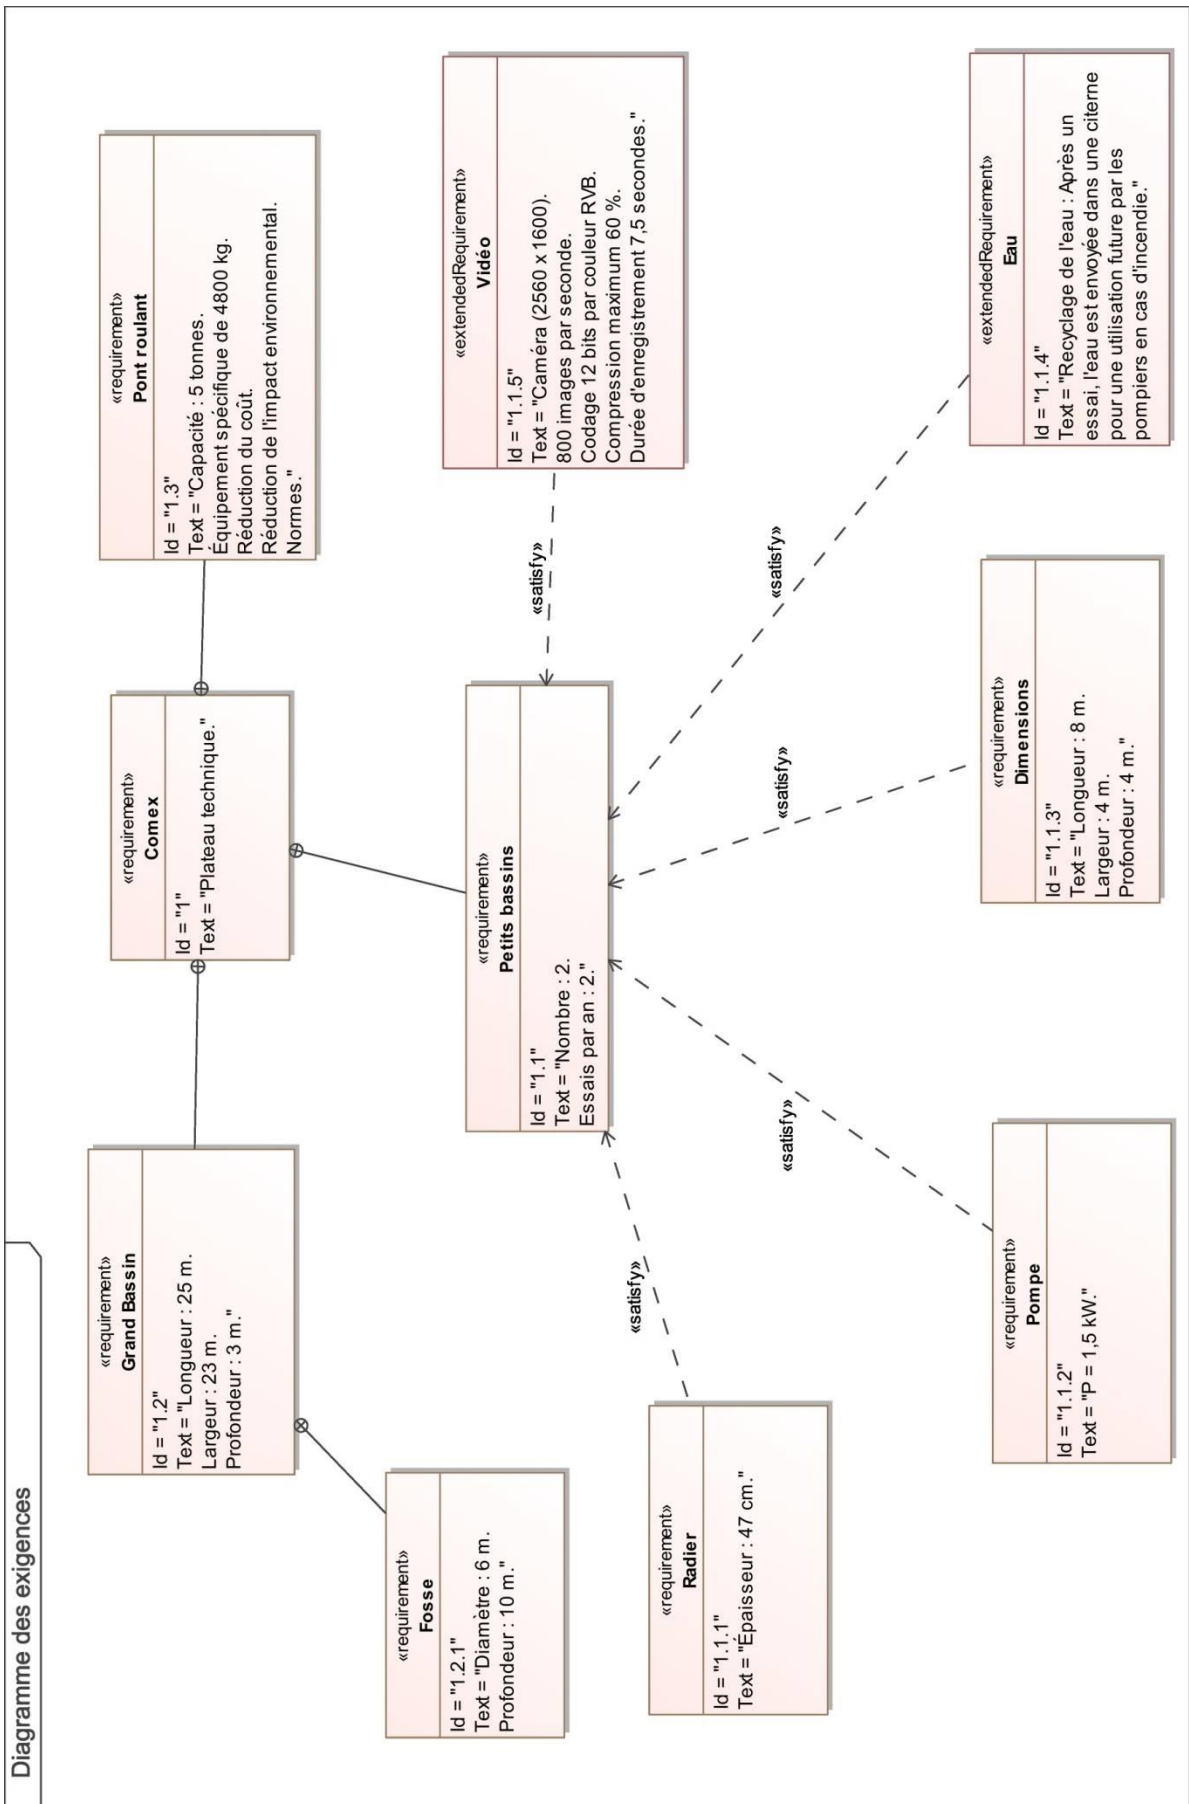 Diagramme des exigences
«requirement»
Grand Bassin
Id = "1.2"
Text = "Longueur : 25 m.
Largeur : 23 m.
Profondeur : 3 m."
«requirement»
Comex
Id = "1"
Text = "Plateau technique."
«requirement»
Pont roulant
Id = "1.3"
Text = "Capacité : 5 tonnes.
Équipement spécifique de 4800 kg.
Réduction du coût.
Réduction de l'impact environnemental.
Normes."
«requirement»
Fosse
Id = "1.2.1"
Text = "Diamètre : 6 m.
Profondeur : 10 m."
«requirement»
Petits bassins
Id = "1.1"
Text = "Nombre : 2.
Essais par an : 2."
«satisfy»
«extendedRequirement»
Vidéo
Id = "1.1.5"
Text = "Caméra (2560 x 1600).
800 images par seconde.
Codage 12 bits par couleur RVB.
Compression maximum 60 %.
Durée d'enregistrement 7,5 secondes."
«requirement»
Radier
Id = "1.1.1"
Text = "Épaisseur : 47 cm."
«satisfy»
«satisfy»
«satisfy»
«satisfy»
«requirement»
Pompe
Id = "1.1.2"
Text = "P = 1,5 kW."
«requirement»
Dimensions
Id = "1.1.3"
Text = "Longueur : 8 m.
Largeur : 4 m.
Profondeur : 4 m."
«extendedRequirement»
Eau
Id = "1.1.4"
Text = "Recyclage de l'eau : Après un
essai, l'eau est envoyée dans une citerne
pour une utilisation future par les
pompiers en cas d'incendie."